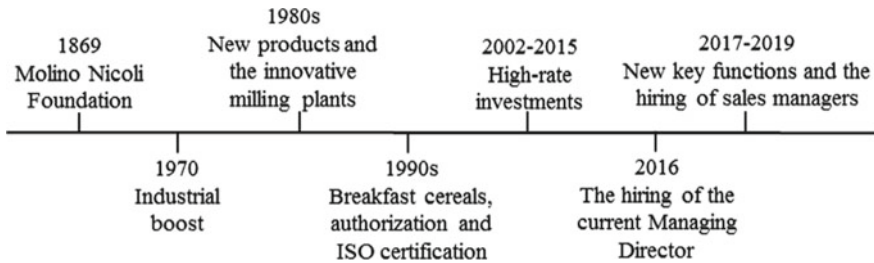 1869
Molino Nicoli
Foundation
1980s
New products and
the innovative
milling plants
2002-2015
High-rate
investments
2017-2019
New key functions and the
hiring of sales managers
1970
Industrial
boost
1990s
Breakfast cereals,
authorization and
ISO certification
2016
The hiring of the
current Managing
Director